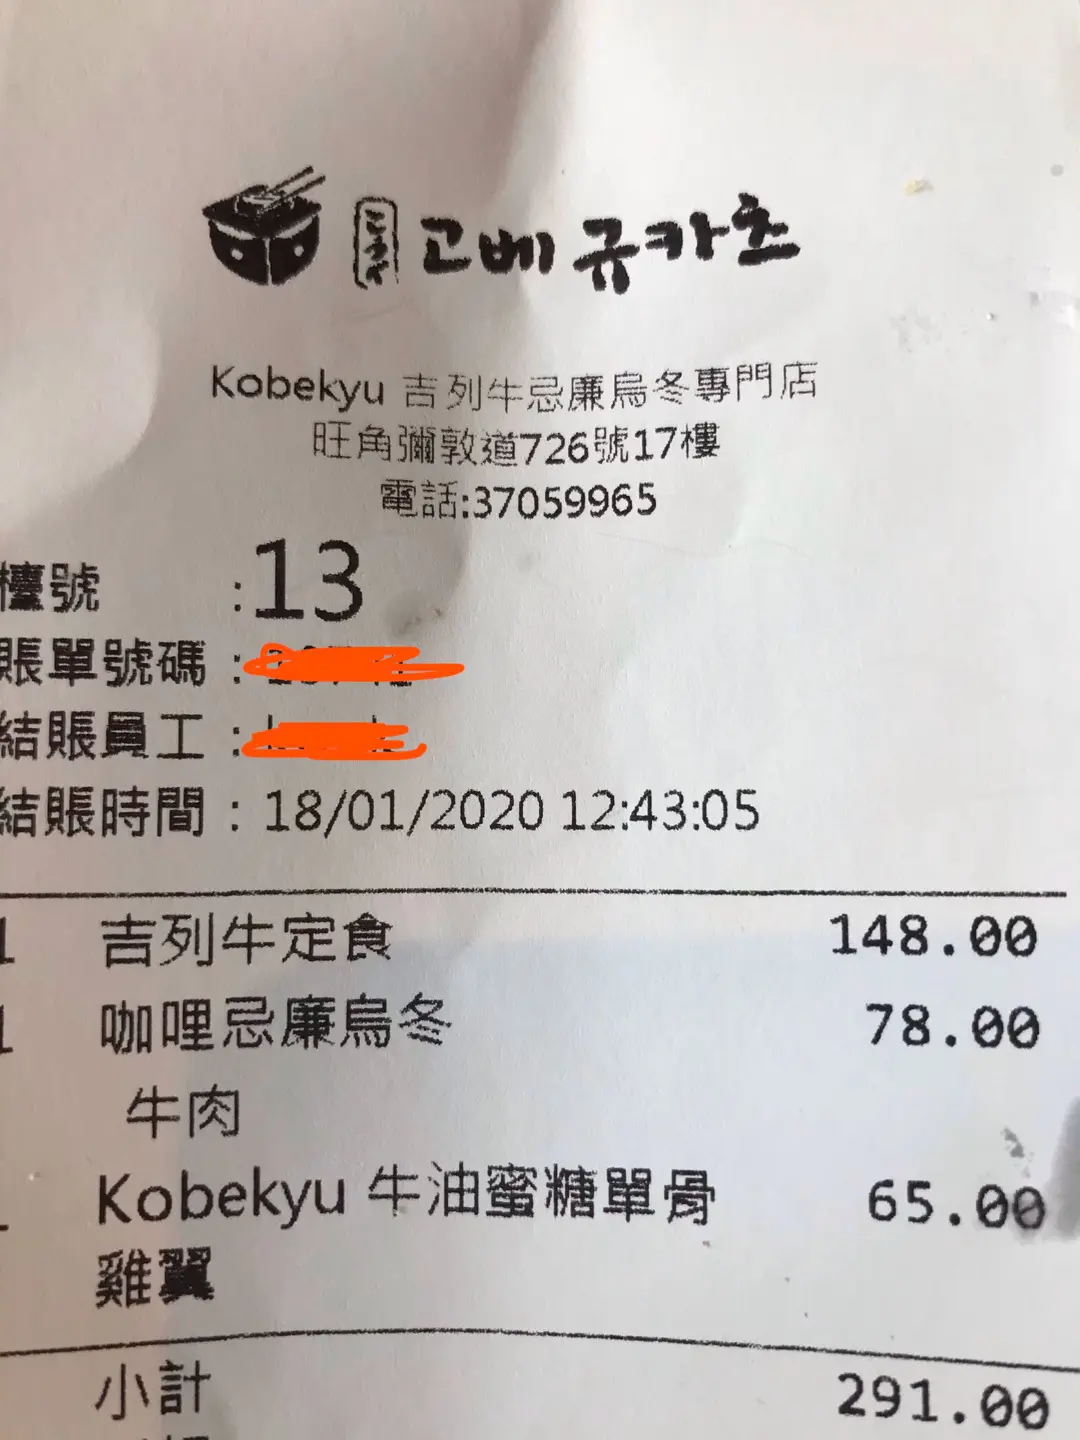 고베 규카츠
Kobekyu 吉列牛忌廉烏冬專門店
旺角彌敦道726號17樓
電話:37059965
檯號 :13
賬單號碼 :
結賬員工 :
結賬時間 : 18/01/2020 12:43:05
1 吉列牛定食 148.00
1 咖哩忌廉烏冬 78.00
牛肉
Kobekyu 牛油蜜糖單骨 65.00
雞翼
小計 291.00